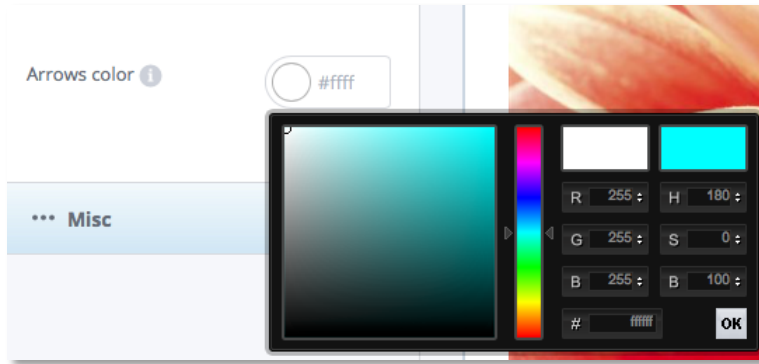 Arrows color i
#ffff
R 255 H 180
••• Misc
G 255 S 0
B 255 B 100
# ffffff OK